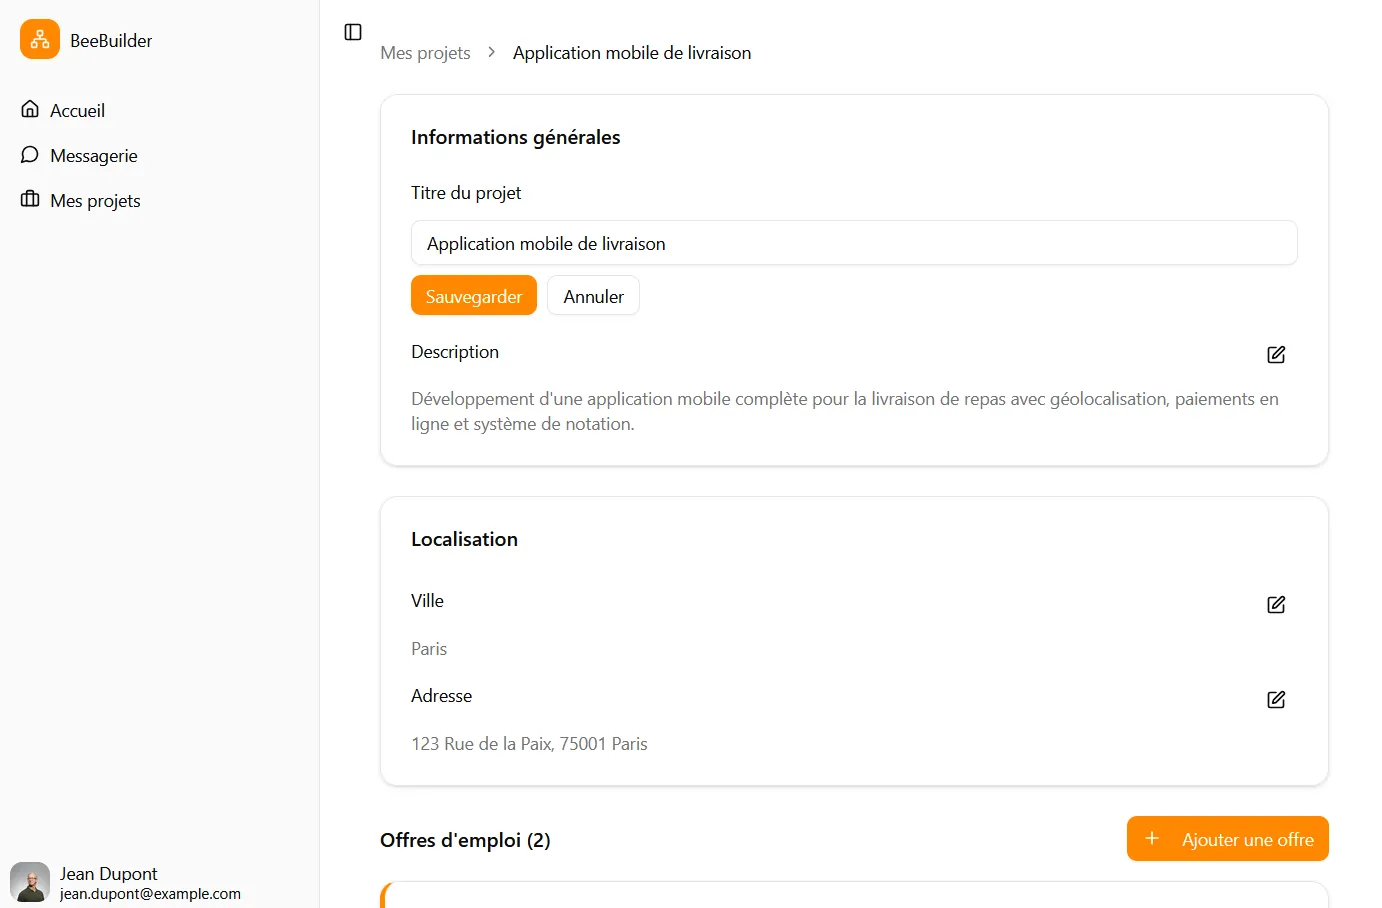 BeeBuilder
Accueil
Messagerie
Mes projets
Jean Dupont
jean.dupont@example.com
Mes projets > Application mobile de livraison
Informations générales
Titre du projet
Application mobile de livraison
Sauvegarder Annuler
Description
Développement d'une application mobile complète pour la livraison de repas avec géolocalisation, paiements en
ligne et système de notation.
Localisation
Ville
Paris
Adresse
123 Rue de la Paix, 75001 Paris
Offres d'emploi (2)
+ Ajouter une offre